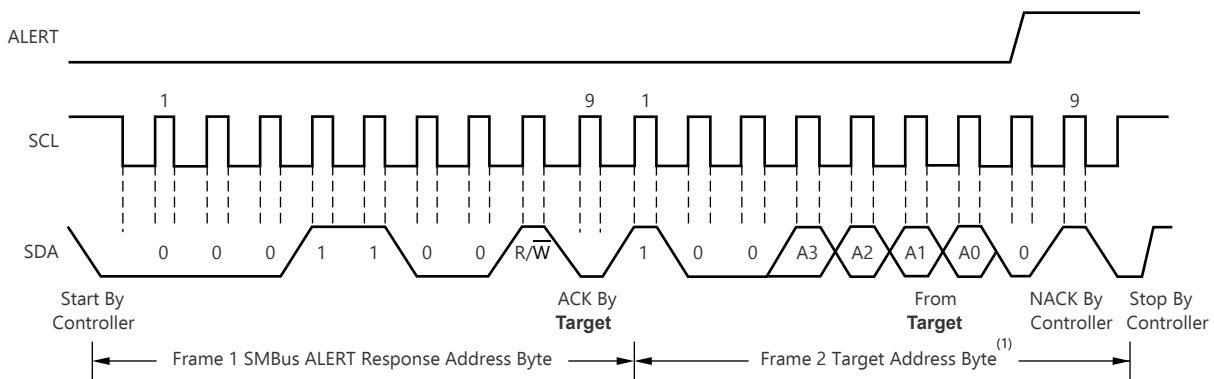 ALERT
1 9 1 9
SCL
SDA 0 0 0 1 1 0 0 R/W̅ 1 0 0 A3 A2 A1 A0 0
Start By
Controller
ACK By
Target
From
Target
NACK By
Controller
Stop By
Controller
Frame 1 SMBus ALERT Response Address Byte
Frame 2 Target Address Byte(1)